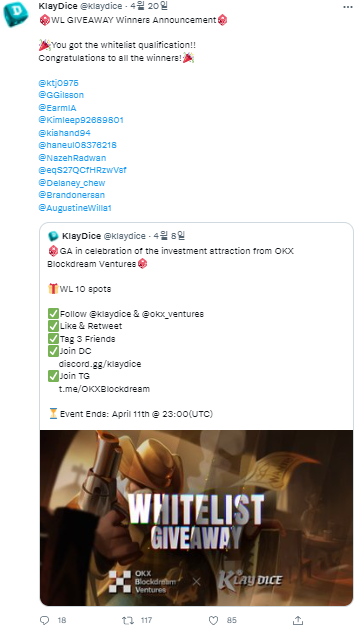 KlayDice @klaydice · 4월 20일
WL GIVEAWAY Winners Announcement
You got the whitelist qualification!!
Congratulations to all the winners!
@ktj0975
@GGilsson
@EarmIA
@Kimleep92689801
@kiahand94
@haneul08376218
@NazehRadwan
@eqS27QCfHRzwVsf
@Delaney_chew
@Brandonersan
@AugustineWills1
KlayDice @klaydice · 4월 8일
GA in celebration of the investment attraction from OKX
Blockdream Ventures
WL 10 spots
Follow @klaydice & @okx_ventures
Like & Retweet
Tag 3 Friends
Join DC
discord.gg/klaydice
Join TG
t.me/OKXBlockdream
Event Ends: April 11th @ 23:00(UTC)
WHITELIST
GIVEAWAY
OKX
Blockdream
Ventures
×
KLAY DICE
18 117 85